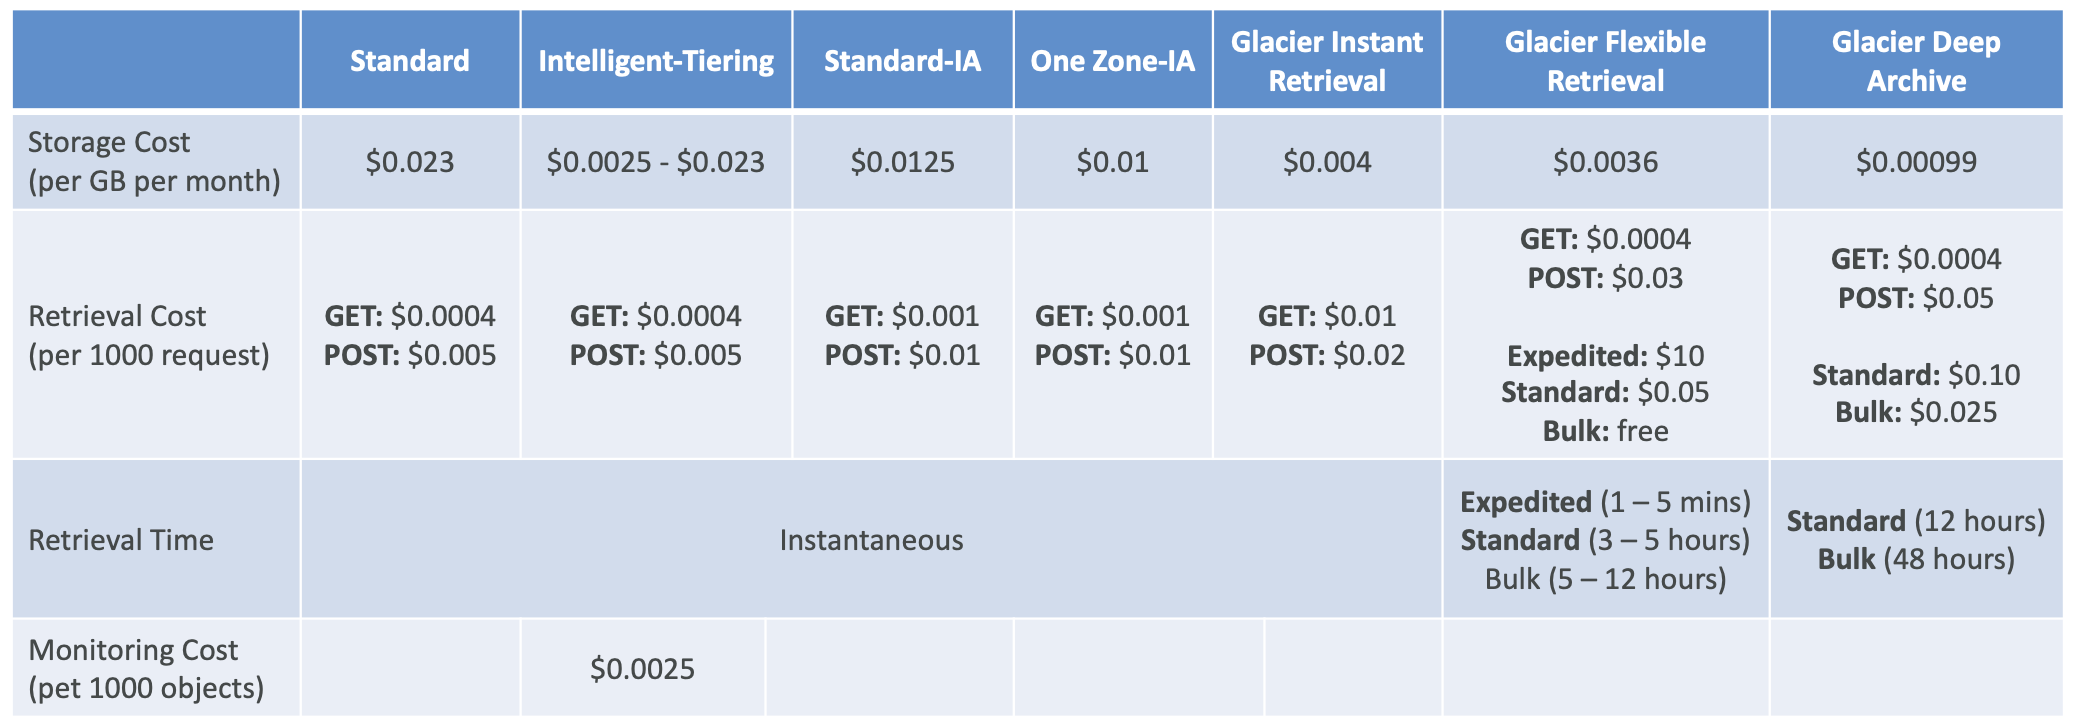 Standard
Intelligent-Tiering
Standard-IA
One Zone-IA
Glacier Instant
Retrieval
Glacier Flexible
Retrieval
Glacier Deep
Archive
Storage Cost
(per GB per month)
$0.023
$0.0025 - $0.023
$0.0125
$0.01
$0.004
$0.0036
$0.00099
Retrieval Cost
(per 1000 request)
GET: $0.0004
POST: $0.005
GET: $0.0004
POST: $0.005
GET: $0.001
POST: $0.01
GET: $0.001
POST: $0.01
GET: $0.01
POST: $0.02
GET: $0.0004
POST: $0.03
Expedited: $10
Standard: $0.05
Bulk: free
GET: $0.0004
POST: $0.05
Standard: $0.10
Bulk: $0.025
Retrieval Time
Instantaneous
Expedited (1 – 5 mins)
Standard (3 – 5 hours)
Bulk (5 – 12 hours)
Standard (12 hours)
Bulk (48 hours)
Monitoring Cost
(pet 1000 objects)
$0.0025